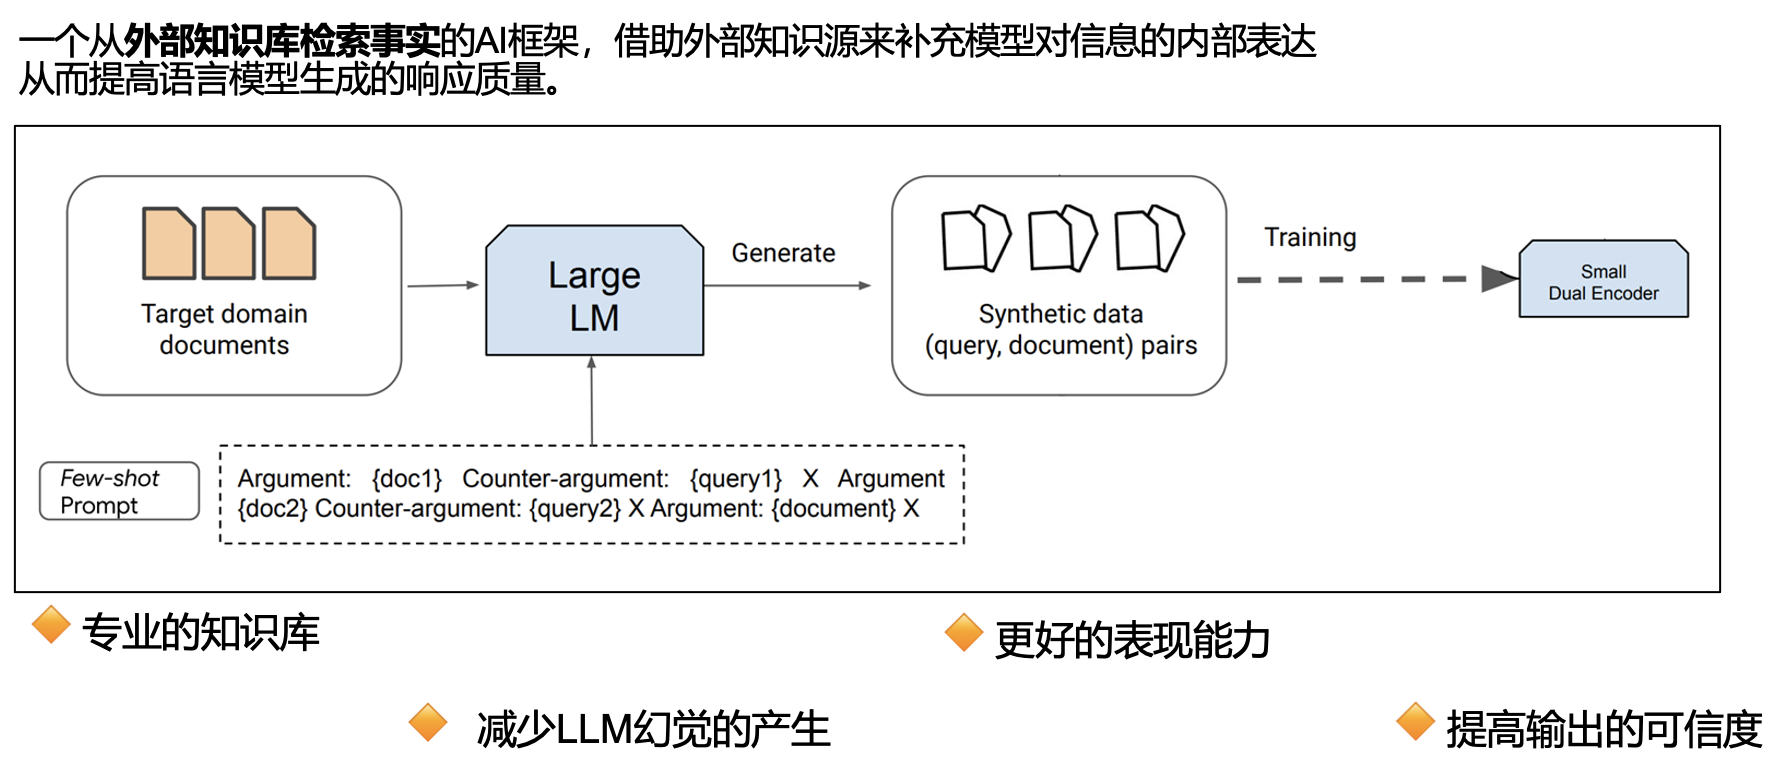 一个从外部知识库检索事实的AI框架，借助外部知识源来补充模型对信息的内部表达
从而提高语言模型生成的响应质量。
Target domain
documents
Large
LM
Generate
Synthetic data
(query, document) pairs
Training
Small
Dual Encoder
Few-shot
Prompt
Argument: {doc1} Counter-argument: {query1} X Argument
{doc2} Counter-argument: {query2} X Argument: {document} X
专业的知识库
更好的表现能力
减少LLM幻觉的产生
提高输出的可信度